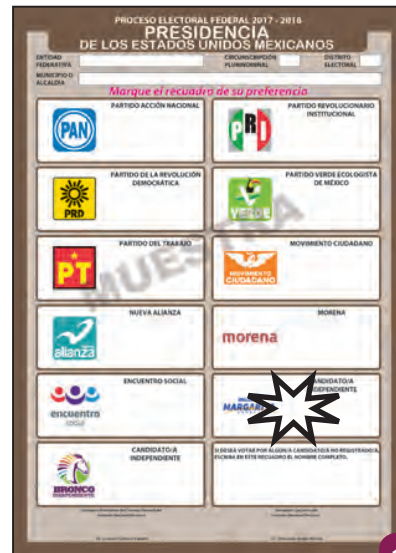 PROCESO ELECTORAL FEDERAL 2017 - 2018
PRESIDENCIA
DE LOS ESTADOS UNIDOS MEXICANOS
ENTIDAD FEDERATIVA
CIRCUNSCRIPCIÓN PLURINOMINAL
DISTRITO ELECTORAL
MUNICIPIO O ALCALDÍA
Marque el recuadro de su preferencia
PARTIDO ACCIÓN NACIONAL
PAN
PARTIDO REVOLUCIONARIO
INSTITUCIONAL
PRI
PARTIDO DE LA REVOLUCIÓN
DEMOCRÁTICA
PRD
PARTIDO VERDE ECOLOGISTA
DE MÉXICO
VERDE
PARTIDO DEL TRABAJO
PT
MOVIMIENTO CIUDADANO
MOVIMIENTO
CIUDADANO
MUESTRA
NUEVA ALIANZA
alianza
MORENA
morena
ENCUENTRO SOCIAL
encuentro
social
CANDIDATO/A
INDEPENDIENTE
CANDIDATO/A
INDEPENDIENTE
BRONCO
SI DESEA VOTAR POR ALGÚN/A CANDIDATO/A NO REGISTRADO/A,
ESCRIBA EN ESTE RECUADRO EL NOMBRE COMPLETO.